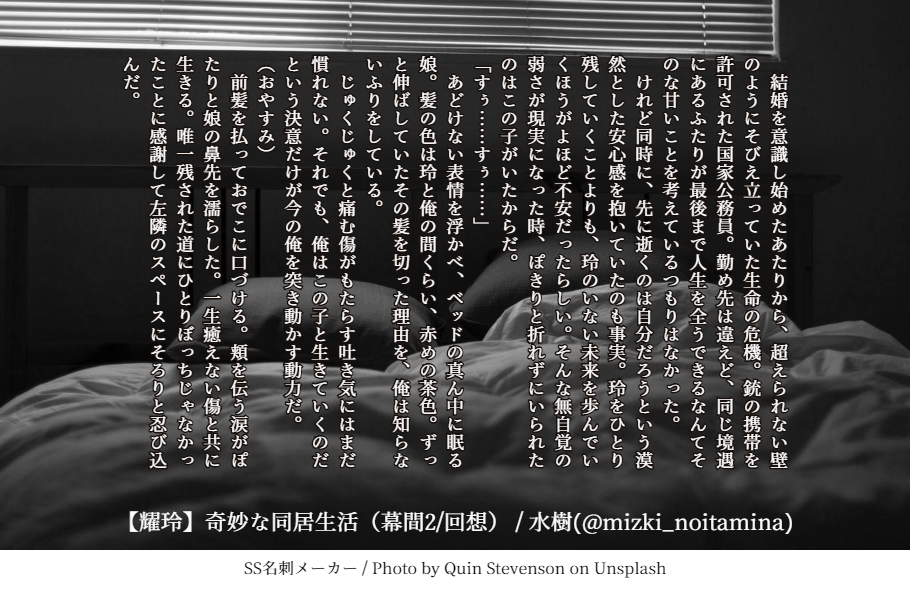 結婚を意識し始めたあたりから、超えられない壁
のようにそびえ立っていた生命の危機。銃の携帯を
許可された国家公務員。勤め先は違えど、同じ境遇
にあるふたりが最後まで人生を全うできるなんてそ
のな甘いことを考えているつもりはなかった。
　けれど同時に、先に逝くのは自分だろうという漠
然とした安心感を抱いていたのも事実。玲をひとり
残していくことよりも、玲のいない未来を歩んでい
くほうがよほど不安だったらしい。そんな無自覚の
弱さが現実になった時、ぽきりと折れずにいられた
のはこの子がいたからだ。
「すぅ……すぅ……」
　あどけない表情を浮かべ、ベッドの真ん中に眠る
娘。髪の色は玲と俺の間くらい、赤めの茶色。ずっ
と伸ばしていたその髪を切った理由を、俺は知らな
いふりをしている。
　じゅくじゅくと痛む傷がもたらす吐き気にはまだ
慣れない。それでも、俺はこの子と生きていくのだ
という決意だけが今の俺を突き動かす動力だ。
（おやすみ）
　前髪を払っておでこに口づける。頬を伝う涙がぽ
たりと娘の鼻先を濡らした。一生癒えない傷と共に
生きる。唯一残された道にひとりぼっちじゃなかっ
たことに感謝して左隣のスペースにそろりと忍び込
んだ。
【耀玲】奇妙な同居生活（幕間2/回想） / 水樹(@mizki_noitamina)
SS名刺メーカー / Photo by Quin Stevenson on Unsplash